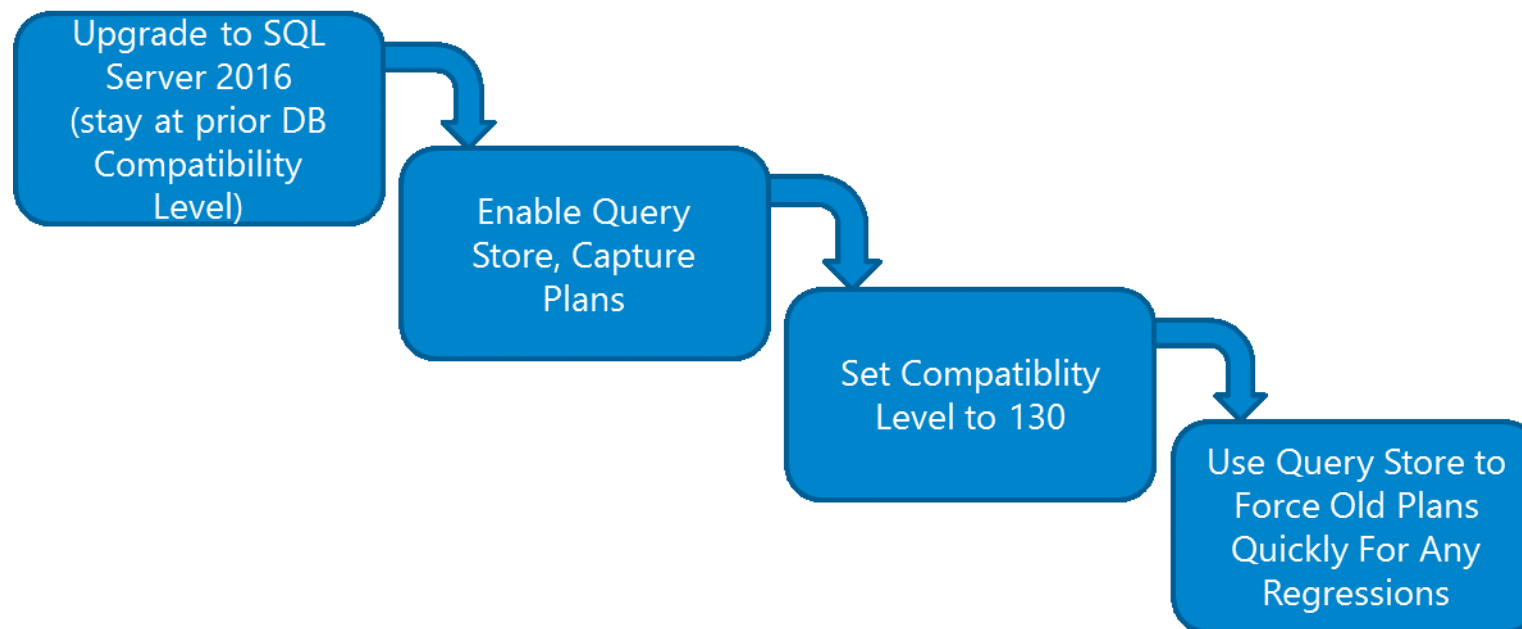 Upgrade to SQL
Server 2016
(stay at prior DB
Compatibility
Level)
Enable Query
Store, Capture
Plans
Set Compatiblity
Level to 130
Use Query Store to
Force Old Plans
Quickly For Any
Regressions